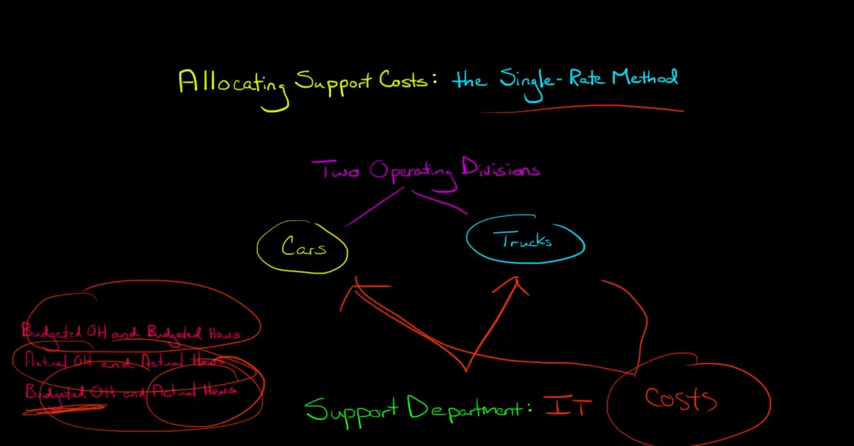 Allocating Support Costs: the Single-Rate Method
Two Operating Divisions
Cars
Trucks
Budgeted OH and Budgeted Hours
Actual OH and Actual Hours
Budgeted OH and Actual Hours
Support Department: IT
Costs